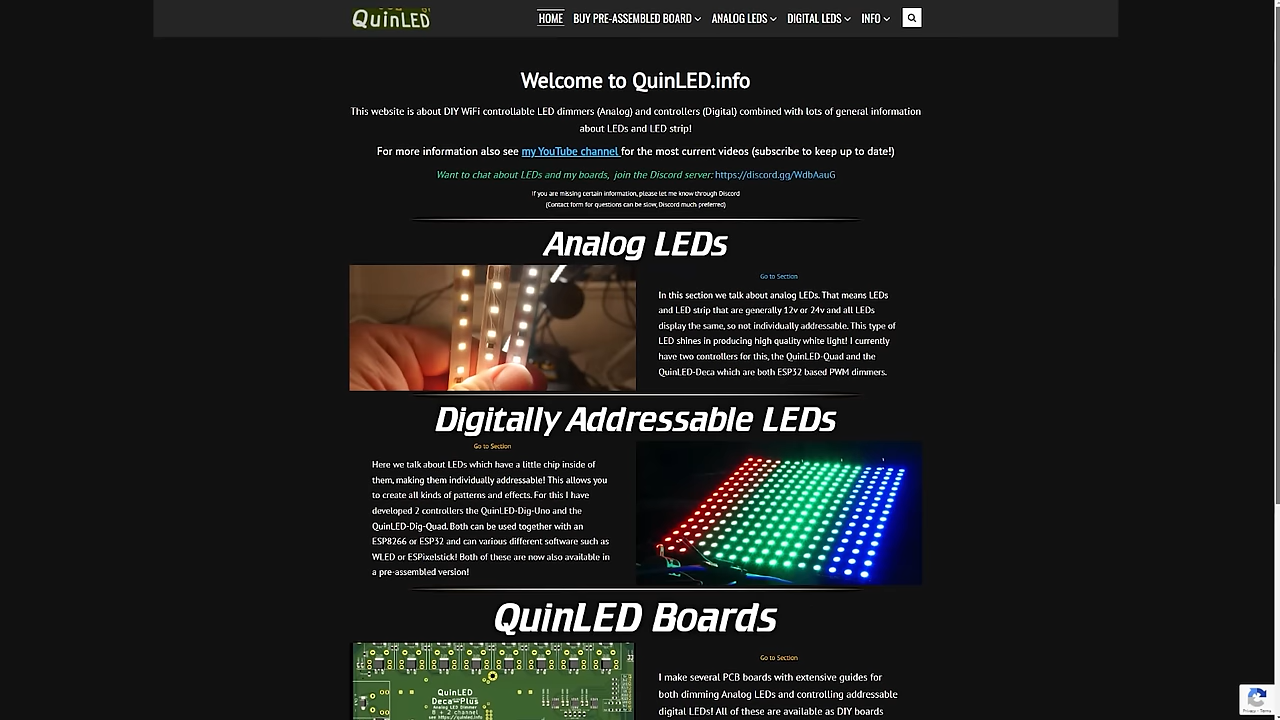 QuinLED
HOME BUY PRE-ASSEMBLED BOARD ANALOG LEDS DIGITAL LEDS INFO
Welcome to QuinLED.info
This website is about DIY WiFi controllable LED dimmers (Analog) and controllers (Digital) combined with lots of general information
about LEDs and LED strip!
For more information also see my YouTube channel for the most current videos (subscribe to keep up to date!)
Want to chat about LEDs and my boards, join the Discord server: https://discord.gg/WdbAauG
If you are missing certain information, please let me know through Discord
(Contact form for questions can be slow, Discord much preferred)
Analog LEDs
Go to Section
In this section we talk about analog LEDs. That means LEDs
and LED strip that are generally 12v or 24v and all LEDs
display the same, so not individually addressable. This type of
LED shines in producing high quality white light! I currently
have two controllers for this, the QuinLED-Quad and the
QuinLED-Deca which are both ESP32 based PWM dimmers.
Digitally Addressable LEDs
Go to Section
Here we talk about LEDs which have a little chip inside of
them, making them individually addressable! This allows you
to create all kinds of patterns and effects. For this I have
developed 2 controllers the QuinLED-Dig-Uno and the
QuinLED-Dig-Quad. Both can be used together with an
ESP8266 or ESP32 and can various different software such as
WLED or ESPixelstick! Both of these are now also available in
a pre-assembled version!
QuinLED Boards
Go to Section
I make several PCB boards with extensive guides for
both dimming Analog LEDs and controlling addressable
digital LEDs! All of these are available as DIY boards
QuinLED
Deca Plus
Analog LED Dimmer
8 + 2 channel
see https://quinled.info
Privacy - Terms